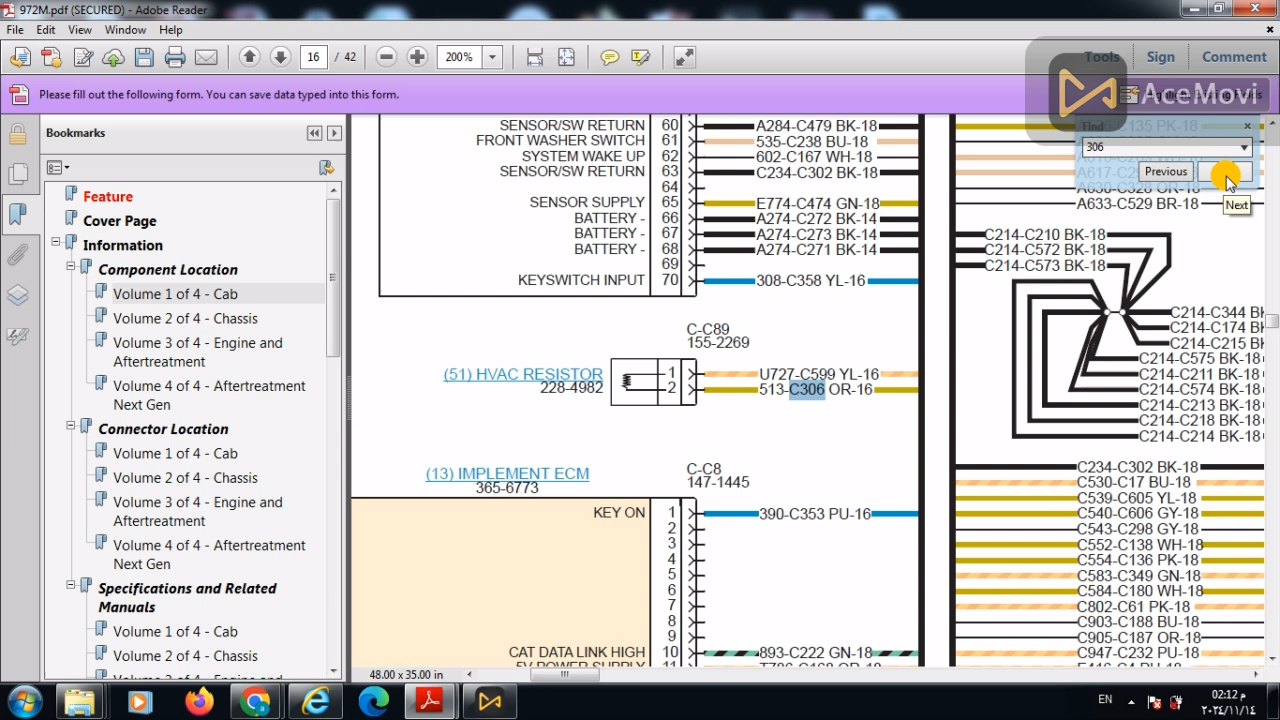 972M.pdf (SECURED) - Adobe Reader
File Edit View Window Help
16 / 42
200%
Tools Sign Comment
Please fill out the following form. You can save data typed into this form.
AceMovi
Bookmarks
Feature
Cover Page
Information
Component Location
Volume 1 of 4 - Cab
Volume 2 of 4 - Chassis
Volume 3 of 4 - Engine and
Aftertreatment
Volume 4 of 4 - Aftertreatment
Next Gen
Connector Location
Volume 1 of 4 - Cab
Volume 2 of 4 - Chassis
Volume 3 of 4 - Engine and
Aftertreatment
Volume 4 of 4 - Aftertreatment
Next Gen
Specifications and Related
Manuals
Volume 1 of 4 - Cab
Volume 2 of 4 - Chassis
SENSOR/SW RETURN 60 A284-C479 BK-18
FRONT WASHER SWITCH 61 535-C238 BU-18
SYSTEM WAKE UP 62 602-C167 WH-18
SENSOR/SW RETURN 63 C234-C302 BK-18
64
SENSOR SUPPLY 65 E774-C474 GN-18
BATTERY - 66 A274-C272 BK-14
BATTERY - 67 A274-C273 BK-14
BATTERY - 68 A274-C271 BK-14
69
KEYSWITCH INPUT 70 308-C358 YL-16
C-C89
155-2269
(51) HVAC RESISTOR
228-4982
1 U727-C599 YL-16
2 513-C306 OR-16
(13) IMPLEMENT ECM
365-6773
C-C8
147-1445
KEY ON 1 390-C353 PU-16
2
3
4
5
6
7
8
9
CAT DATA LINK HIGH 10 893-C222 GN-18
Find
306
Previous
Next
A633-C529 BR-18
C214-C210 BK-18
C214-C572 BK-18
C214-C573 BK-18
C214-C344
C214-C174
C214-C215
C214-C575 BK-18
C214-C211 BK-18
C214-C574 BK-18
C214-C213 BK-18
C214-C218 BK-18
C214-C214 BK-18
C234-C302 BK-18
C530-C17 BU-18
C539-C605 YL-18
C540-C606 GY-18
C543-C298 GY-18
C552-C138 WH-18
C554-C136 PK-18
C583-C349 GN-18
C584-C180 WH-18
C802-C61 PK-18
C903-C188 BU-18
C905-C187 OR-18
C947-C232 PU-18
48.00 x 35.00 in
EN
02:12 م
٢٠٢٤/١١/١٤